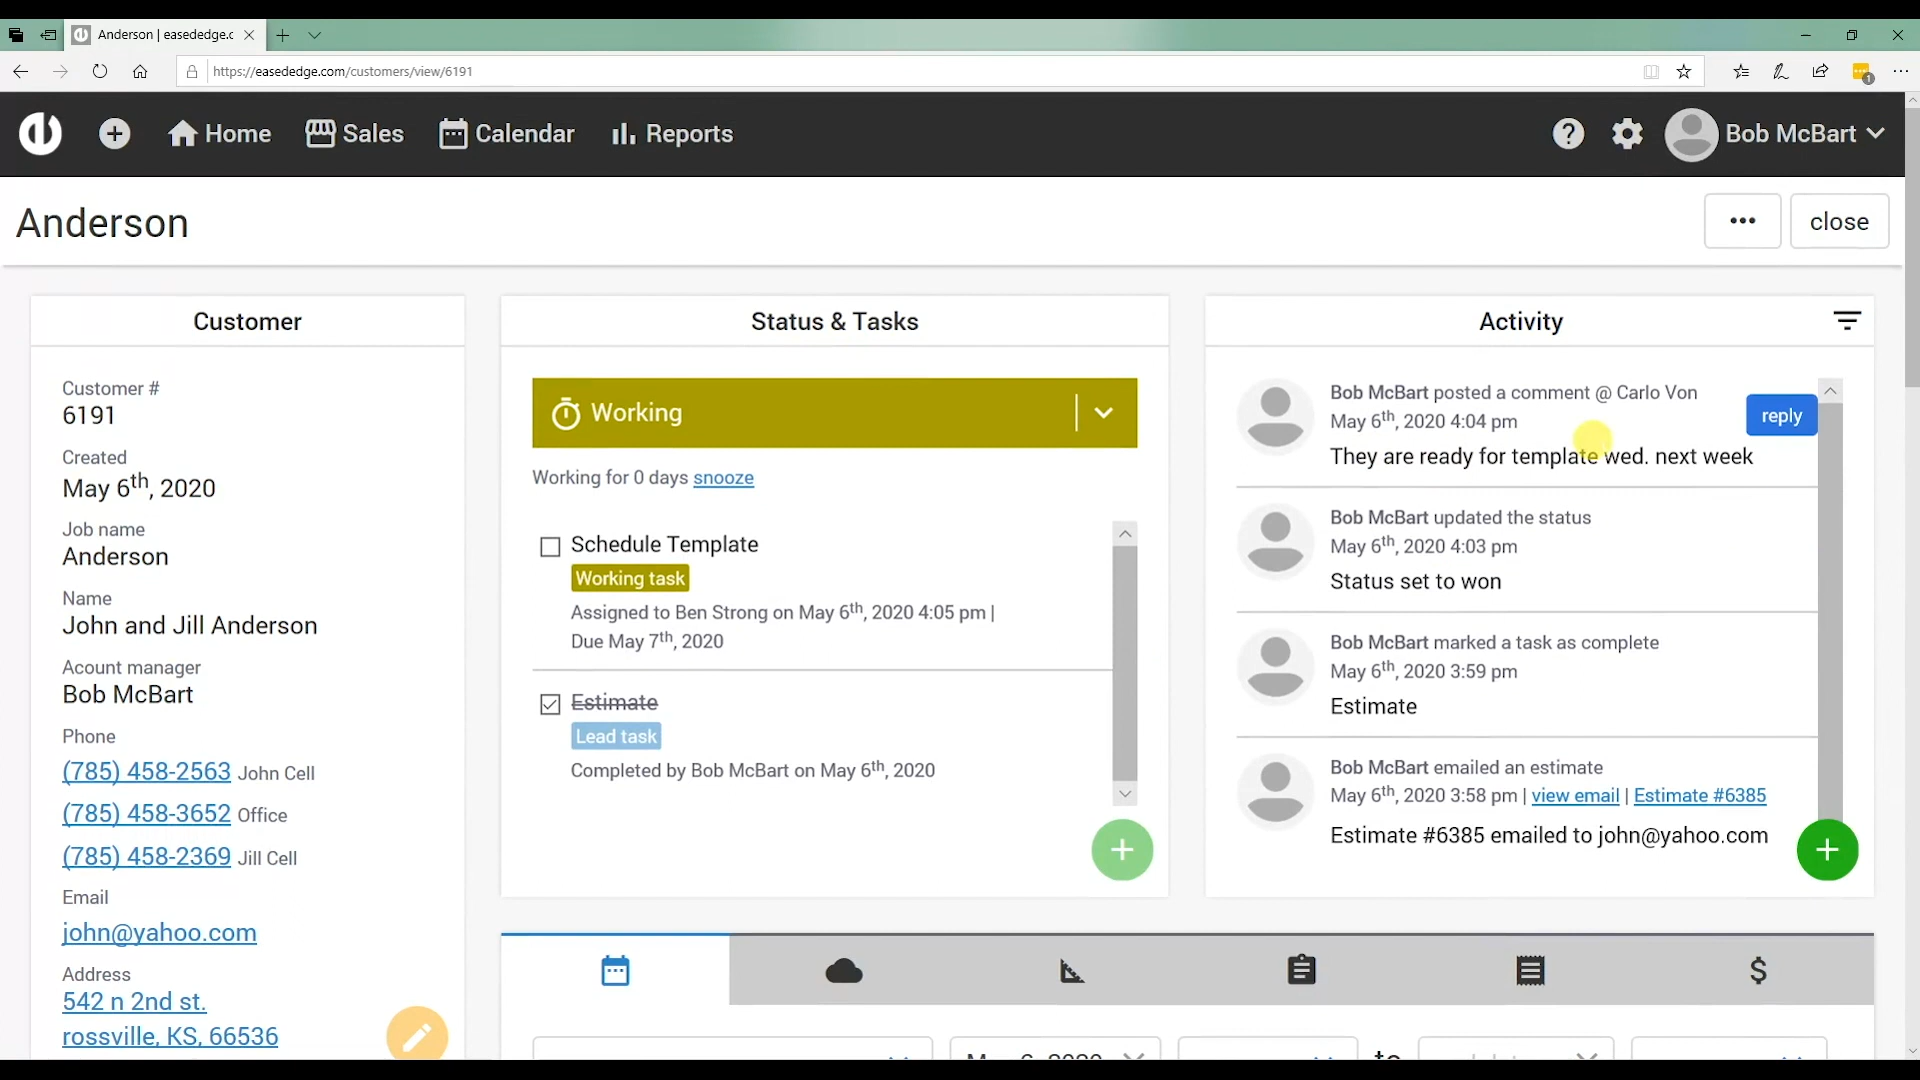 Anderson | easededge.c
https://easededge.com/customers/view/6191
1
Home
Sales
Calendar
Reports
Bob McBart
Anderson
close
Customer
Customer #
6191
Created
May 6th, 2020
Job name
Anderson
Name
John and Jill Anderson
Acount manager
Bob McBart
Phone
(785) 458-2563 John Cell
(785) 458-3652 Office
(785) 458-2369 Jill Cell
Email
john@yahoo.com
Address
542 n 2nd st.
rossville, KS, 66536
Status & Tasks
Working
Working for 0 days snooze
Schedule Template
Working task
Assigned to Ben Strong on May 6th, 2020 4:05 pm |
Due May 7th, 2020
Estimate
Lead task
Completed by Bob McBart on May 6th, 2020
Activity
Bob McBart posted a comment @ Carlo Von
May 6th, 2020 4:04 pm
reply
They are ready for template wed. next week
Bob McBart updated the status
May 6th, 2020 4:03 pm
Status set to won
Bob McBart marked a task as complete
May 6th, 2020 3:59 pm
Estimate
Bob McBart emailed an estimate
May 6th, 2020 3:58 pm | view email | Estimate #6385
Estimate #6385 emailed to john@yahoo.com
to